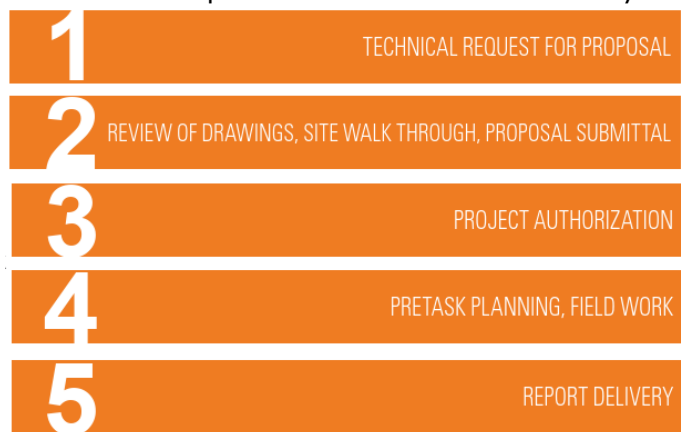 1 TECHNICAL REQUEST FOR PROPOSAL
2 REVIEW OF DRAWINGS, SITE WALK THROUGH, PROPOSAL SUBMITTAL
3 PROJECT AUTHORIZATION
4 PRETASK PLANNING, FIELD WORK
5 REPORT DELIVERY